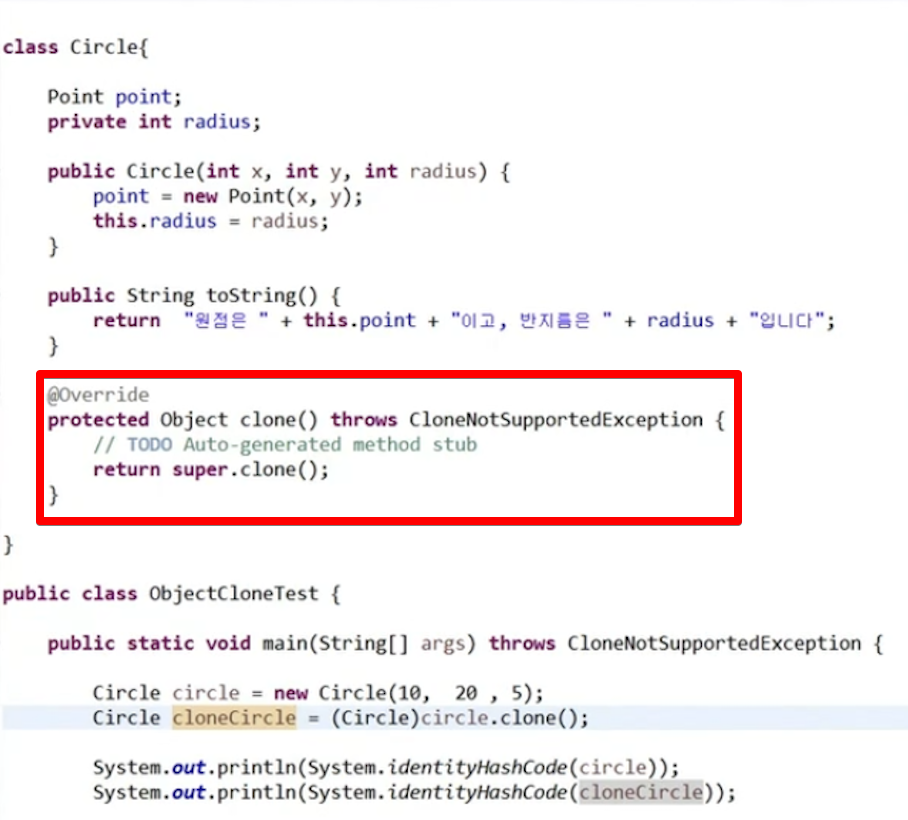 class Circle{
Point point;
private int radius;
public Circle(int x, int y, int radius) {
point = new Point(x, y);
this.radius = radius;
}
public String toString() {
return "원점은 " + this.point + "이고, 반지름은 " + radius + "입니다";
}
@Override
protected Object clone() throws CloneNotSupportedException {
// TODO Auto-generated method stub
return super.clone();
}
}
public class ObjectCloneTest {
public static void main(String[] args) throws CloneNotSupportedException {
Circle circle = new Circle(10, 20 , 5);
Circle cloneCircle = (Circle)circle.clone();
System.out.println(System.identityHashCode(circle));
System.out.println(System.identityHashCode(cloneCircle));